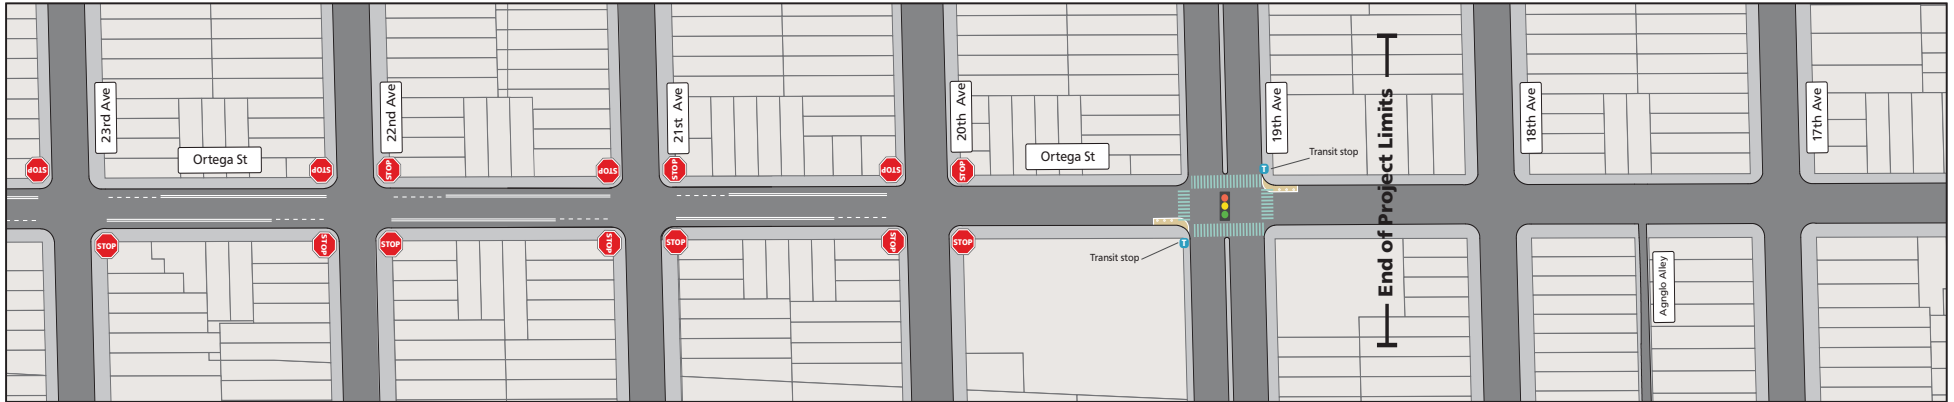 23rd Ave
22nd Ave
21st Ave
20th Ave
19th Ave
18th Ave
17th Ave
Ortega St
Ortega St
Transit stop
T
STOP
STOP
STOP
STOP
STOP
STOP
STOP
End of Project Limits
STOP
STOP
STOP
STOP
STOP
STOP
STOP
T
Transit stop
Agnglo Alley